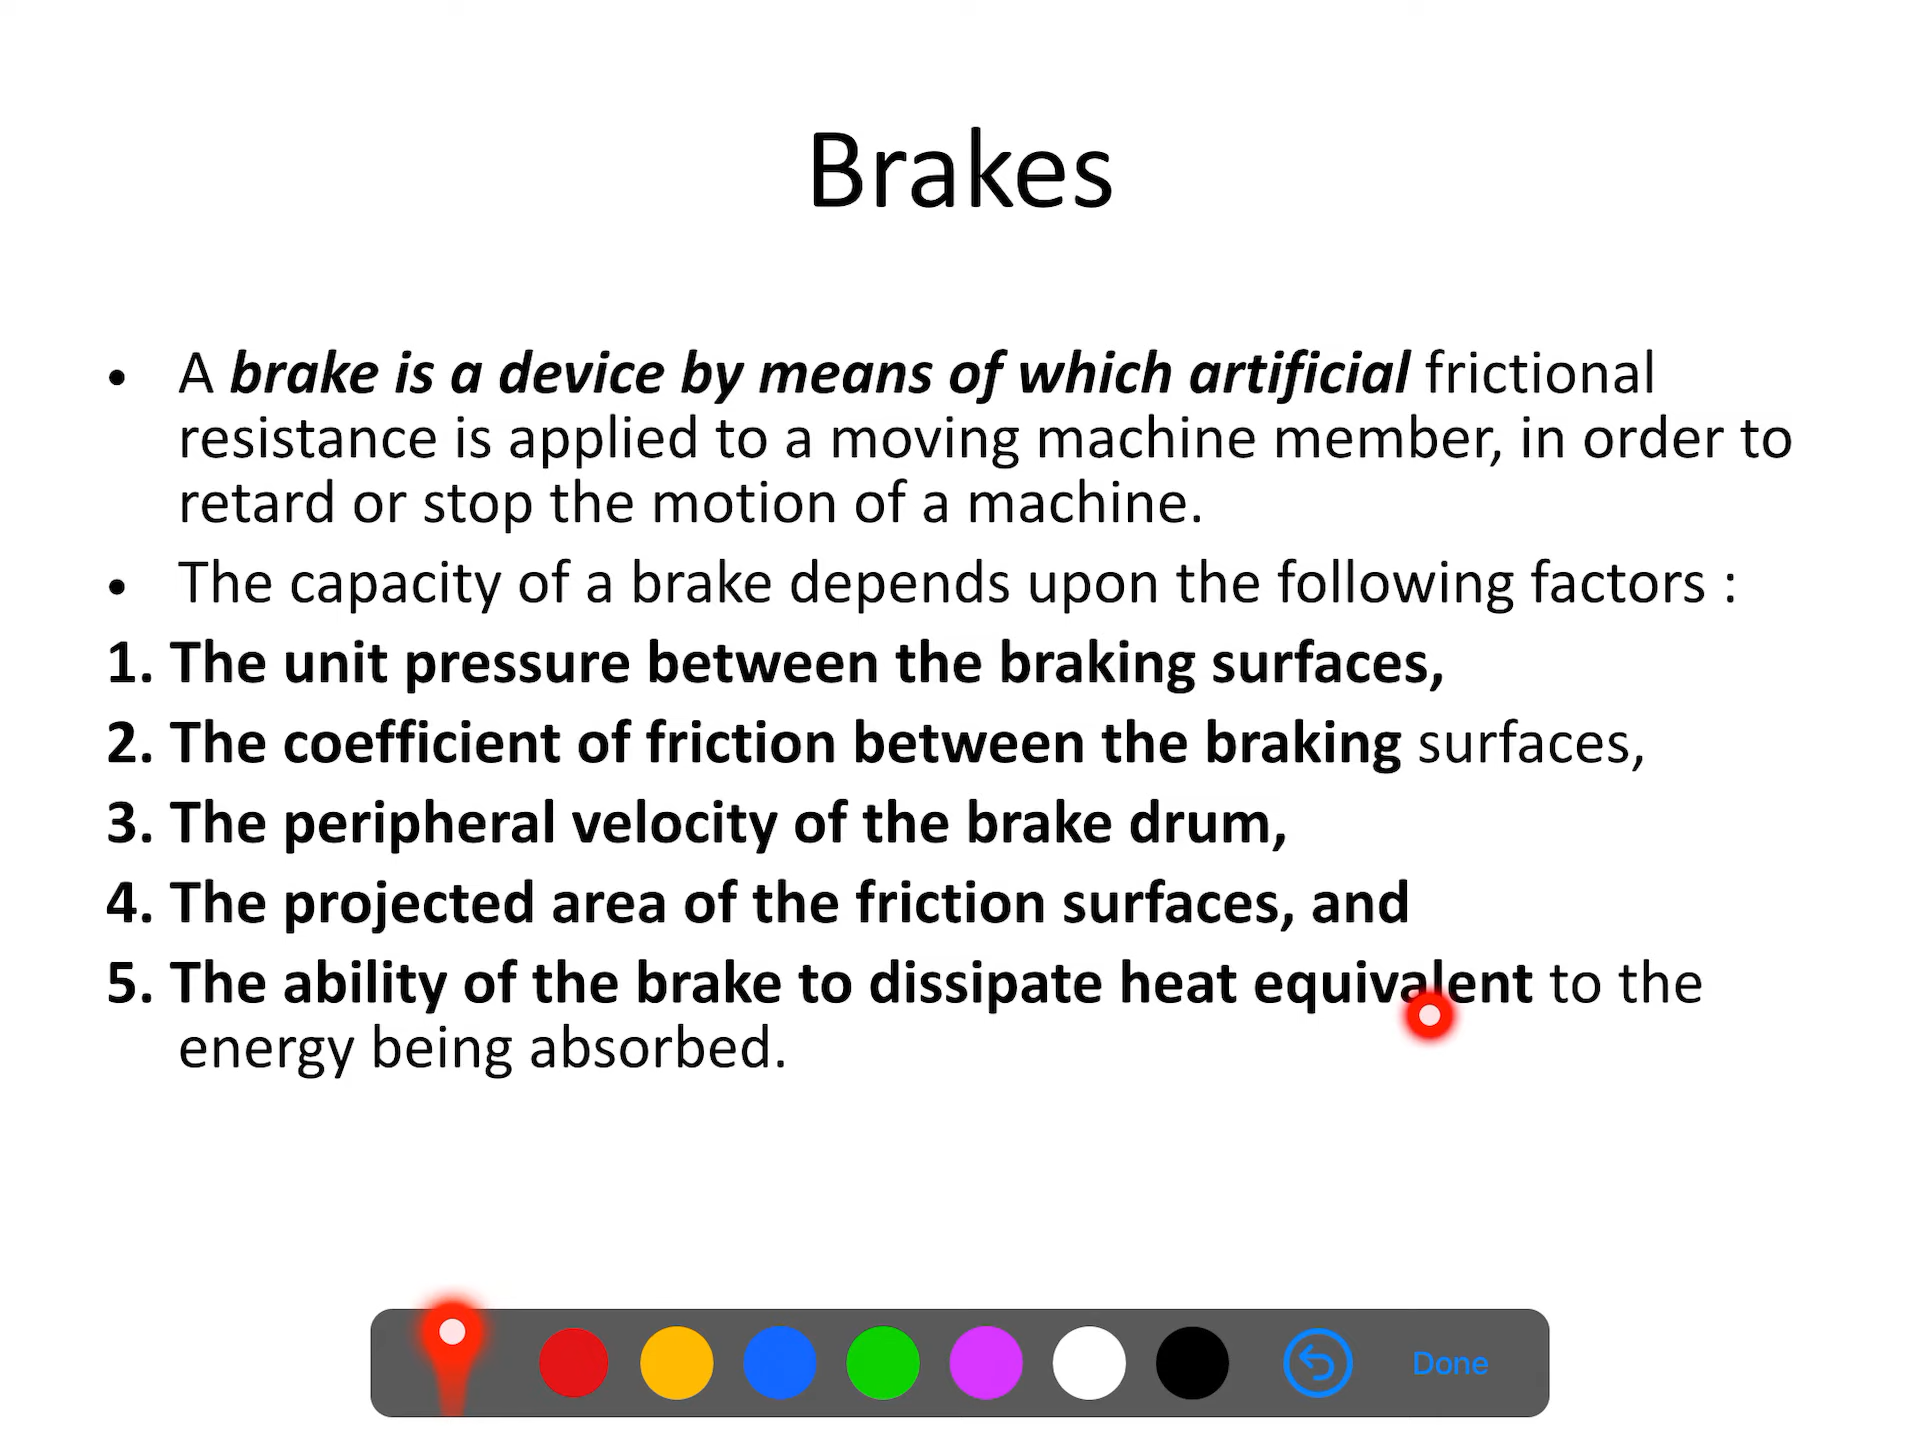 Brakes
• A brake is a device by means of which artificial frictional
resistance is applied to a moving machine member, in order to
retard or stop the motion of a machine.
• The capacity of a brake depends upon the following factors :
1. The unit pressure between the braking surfaces,
2. The coefficient of friction between the braking surfaces,
3. The peripheral velocity of the brake drum,
4. The projected area of the friction surfaces, and
5. The ability of the brake to dissipate heat equivalent to the
energy being absorbed.
Done